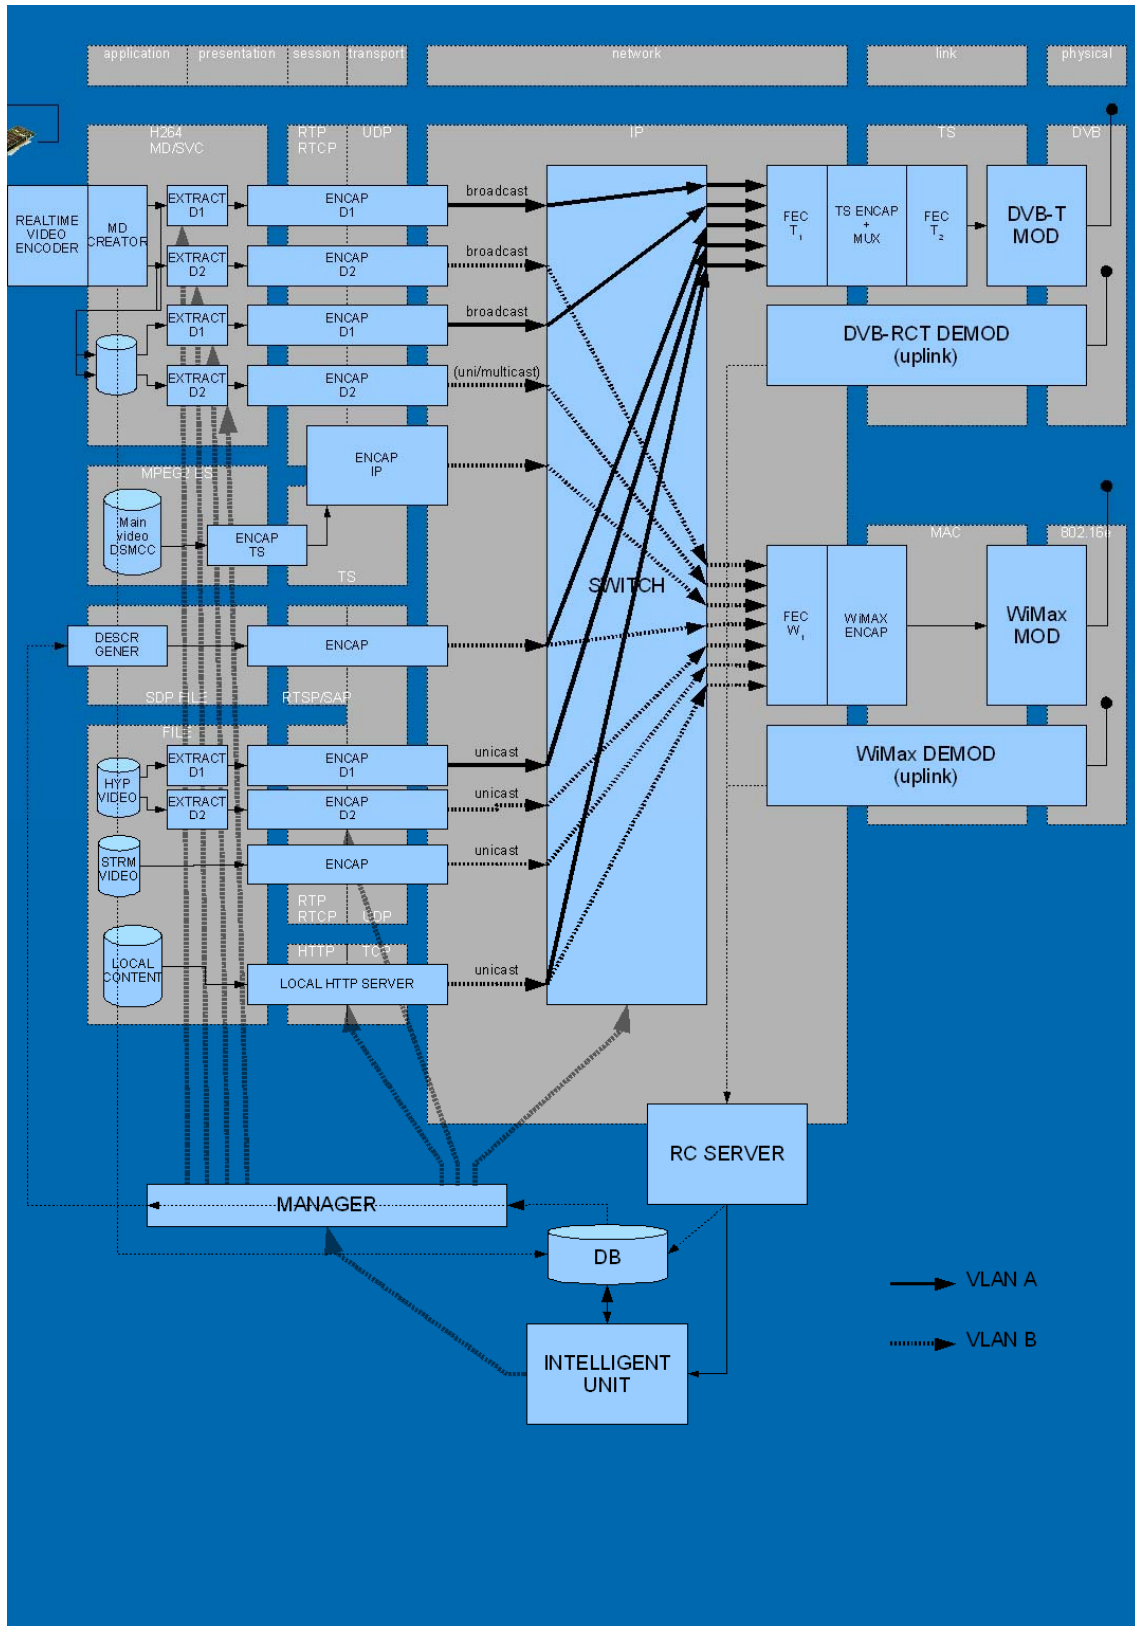 application presentation session transport network link physical
H264
MD/SVC
RTP UDP
RTCP
IP
TS
DVB
REALTIME
VIDEO
ENCODER
MD
CREATOR
EXTRACT
D1
ENCAP
D1
broadcast
EXTRACT
D2
ENCAP
D2
broadcast
EXTRACT
D1
ENCAP
D1
broadcast
EXTRACT
D2
ENCAP
D2
(uni/multicast)
FEC
T1
TS ENCAP
+
MUX
FEC
T2
DVB-T
MOD
DVB-RCT DEMOD
(uplink)
ENCAP
IP
MPEG2 ES
Main
video
DSMCC
ENCAP
TS
TS
SWITCH
MAC
802.16e
FEC
W1
WiMAX
ENCAP
WiMax
MOD
DESCR
GENER
ENCAP
SDP FILE
RTSP/SAP
WiMax DEMOD
(uplink)
FILE
HYP
VIDEO
EXTRACT
D1
ENCAP
D1
unicast
EXTRACT
D2
ENCAP
D2
unicast
STRM
VIDEO
ENCAP
unicast
RTP
RTCP UDP
HTTP TCP
LOCAL
CONTENT
LOCAL HTTP SERVER
unicast
RC SERVER
MANAGER
DB
INTELLIGENT
UNIT
VLAN A
VLAN B